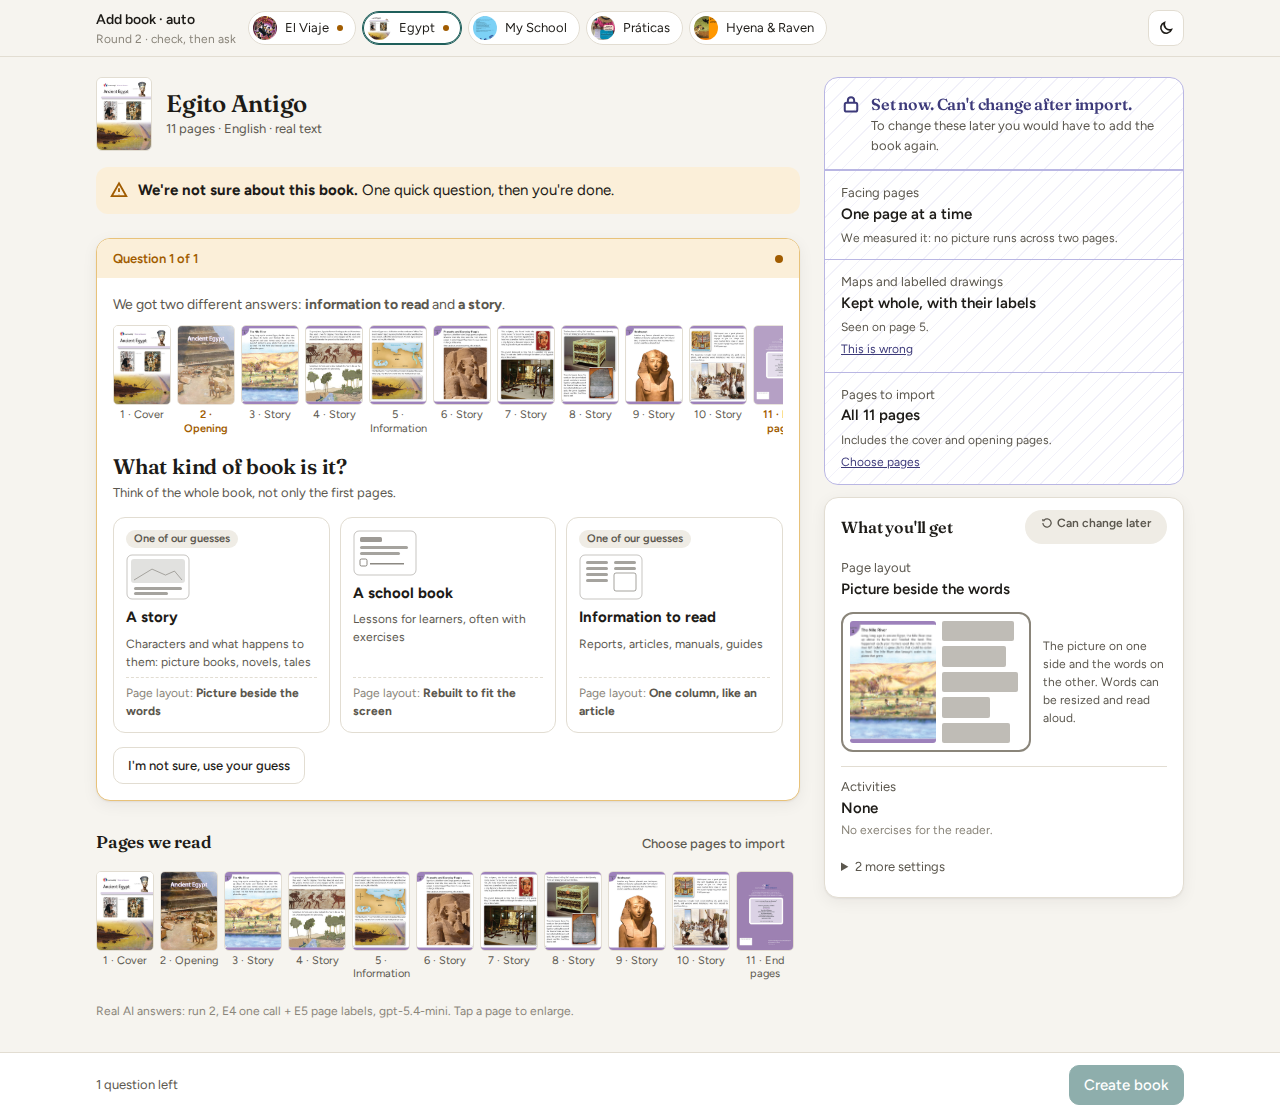 Add book · auto
Round 2 · check, then ask
El Viaje
Egypt
My School
Práticas
Hyena & Raven
Egito Antigo
11 pages · English · real text
We're not sure about this book. One quick question, then you're done.
Question 1 of 1
We got two different answers: information to read and a story.
Ancient Egypt
Ancient Egypt
1 · Cover
2 · Opening
3 · Story
4 · Story
5 · Information
6 · Story
7 · Story
8 · Story
9 · Story
10 · Story
11 ·
What kind of book is it?
Think of the whole book, not only the first pages.
One of our guesses
A story
Characters and what happens to
them: picture books, novels, tales
Page layout: Picture beside the
words
A school book
Lessons for learners, often with
exercises
Page layout: Rebuilt to fit the
screen
One of our guesses
Information to read
Reports, articles, manuals, guides
Page layout: One column, like an
article
I'm not sure, use your guess
Pages we read
Choose pages to import
Ancient Egypt
Ancient Egypt
1 · Cover
2 · Opening
3 · Story
4 · Story
5 · Information
6 · Story
7 · Story
8 · Story
9 · Story
10 · Story
11 · End pages
Real AI answers: run 2, E4 one call + E5 page labels, gpt-5.4-mini. Tap a page to enlarge.
Set now. Can't change after import.
To change these later you would have to add the
book again.
Facing pages
One page at a time
We measured it: no picture runs across two pages.
Maps and labelled drawings
Kept whole, with their labels
Seen on page 5.
This is wrong
Pages to import
All 11 pages
Includes the cover and opening pages.
Choose pages
What you'll get
Can change later
Page layout
Picture beside the words
The Nile River
The picture on one
side and the words on
the other. Words can
be resized and read
aloud.
Activities
None
No exercises for the reader.
2 more settings
1 question left
Create book